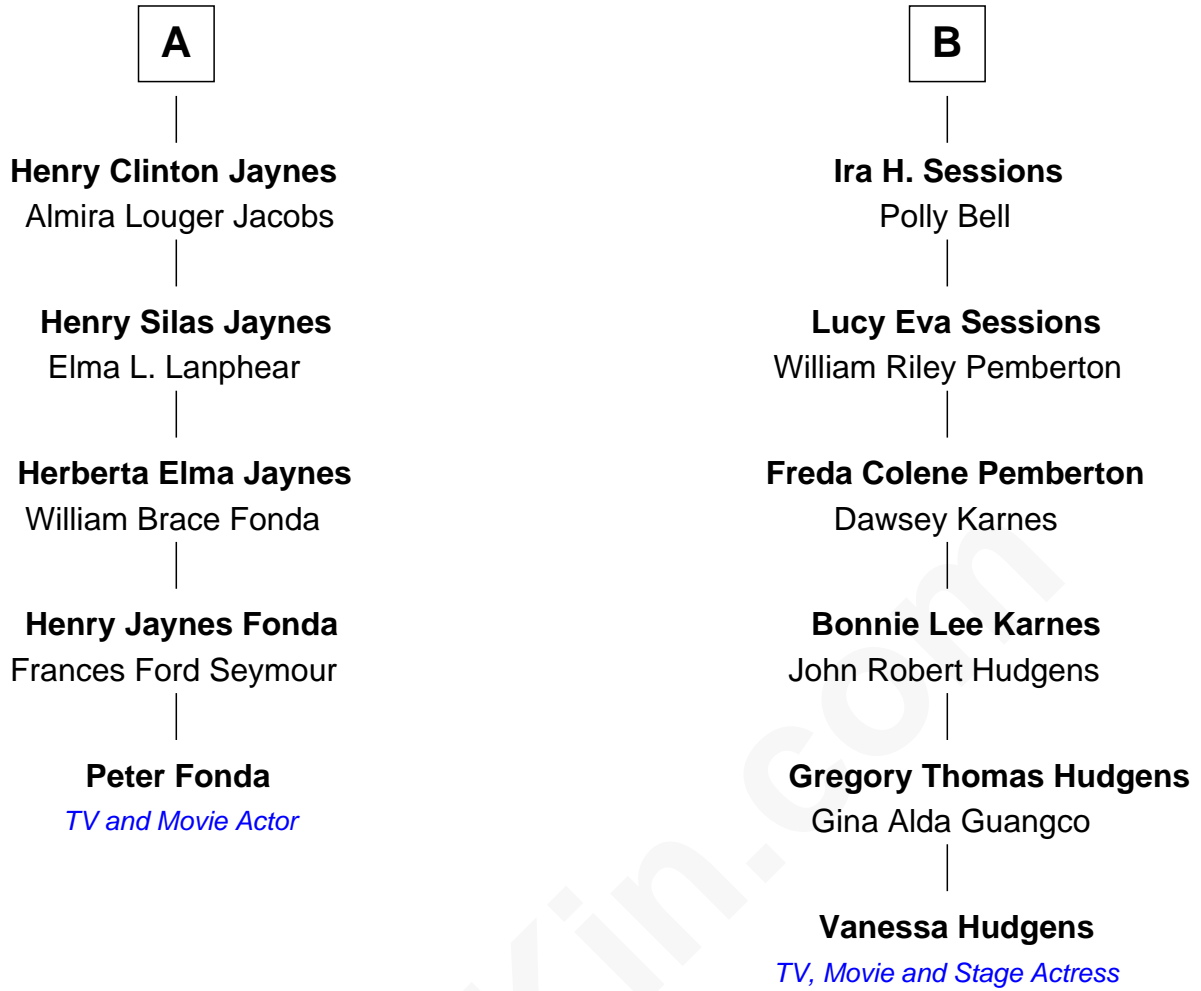 A
Henry Clinton Jaynes
Almira Louger Jacobs
Henry Silas Jaynes
Elma L. Lanphear
Herberta Elma Jaynes
William Brace Fonda
Henry Jaynes Fonda
Frances Ford Seymour
Peter Fonda
TV and Movie Actor
B
Ira H. Sessions
Polly Bell
Lucy Eva Sessions
William Riley Pemberton
Freda Colene Pemberton
Dawsey Karnes
Bonnie Lee Karnes
John Robert Hudgens
Gregory Thomas Hudgens
Gina Alda Guangco
Vanessa Hudgens
TV, Movie and Stage Actress